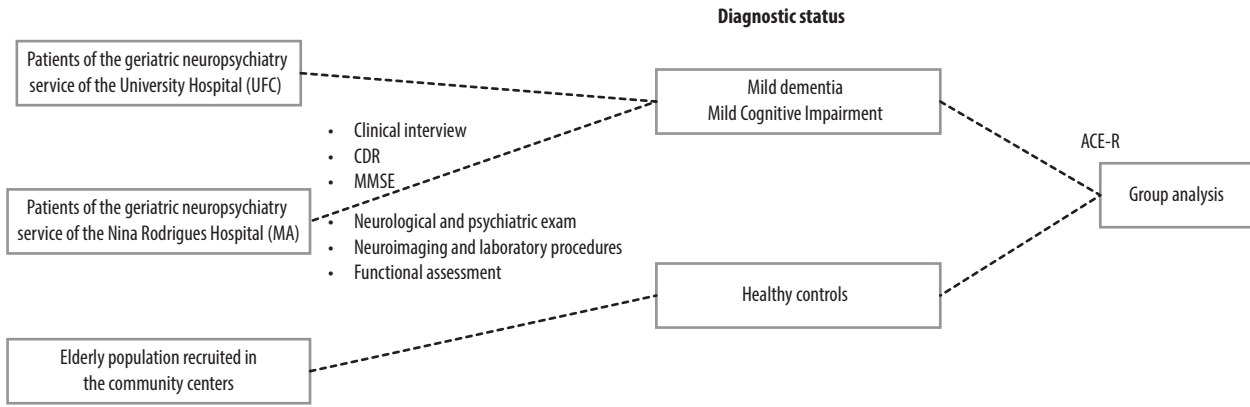 Diagnostic status
Patients of the geriatric neuropsychiatry
service of the University Hospital (UFC)
Mild dementia
Mild Cognitive Impairment
• Clinical interview
• CDR
• MMSE
• Neurological and psychiatric exam
• Neuroimaging and laboratory procedures
• Functional assessment
Patients of the geriatric neuropsychiatry
service of the Nina Rodrigues Hospital (MA)
ACE-R
Group analysis
Healthy controls
Elderly population recruited in
the community centers